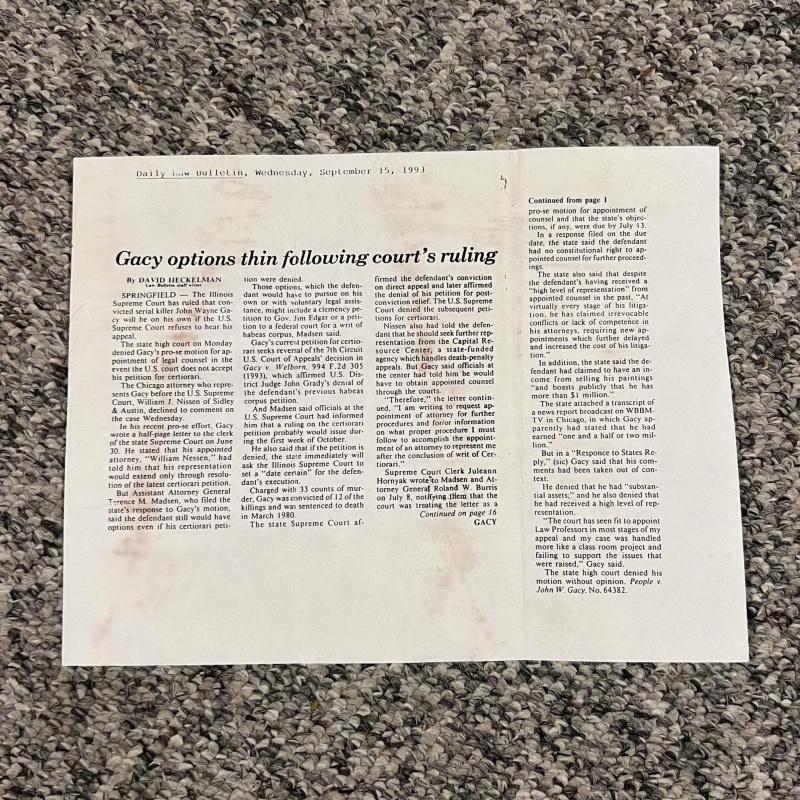 Daily Law Bulletin, Wednesday, September 15, 1993
Gacy options thin following court's ruling
By DAVID HECKELMAN
Law Bulletin staff writer
SPRINGFIELD — The Illinois
Supreme Court has ruled that con-
victed serial killer John Wayne Ga-
cy will be on his own if the U.S.
Supreme Court refuses to hear his
appeal.
The state high court on Monday
denied Gacy's pro-se motion for ap-
pointment of legal counsel in the
event the U.S. court does not accept
his petition for certiorari.
The Chicago attorney who repre-
sents Gacy before the U.S. Supreme
Court, William J. Nissen of Sidley
& Austin, declined to comment on
the case Wednesday.
In his recent pro-se effort, Gacy
wrote a half-page letter to the clerk
of the state Supreme Court on June
30. He stated that his appointed
attorney, "William Nessen," had
told him that his representation
would extend only through resolu-
tion of the latest certiorari petition.
But Assistant Attorney General
Terence M. Madsen, who filed the
state's response to Gacy's motion,
said the defendant still would have
options even if his certiorari peti-
tion were denied.
Those options, which the defen-
dant would have to pursue on his
own or with voluntary legal assis-
tance, might include a clemency pe-
tition to Gov. Jim Edgar or a peti-
tion to a federal court for a writ of
habeas corpus, Madsen said.
Gacy's current petition for certio-
rari seeks reversal of the 7th Circuit
U.S. Court of Appeals' decision in
Gacy v. Welborn, 994 F.2d 305
(1993), which affirmed U.S. Dis-
trict Judge John Grady's denial of
the defendant's previous habeas
corpus petition.
And Madsen said officials at the
U.S. Supreme Court had informed
him that a ruling on the certiorari
petition probably would issue dur-
ing the first week of October.
He also said that if the petition is
denied, the state immediately will
ask the Illinois Supreme Court to
set a "date certain" for the defen-
dant's execution.
Charged with 33 counts of mur-
der, Gacy was convicted of 12 of the
killings and was sentenced to death
in March 1980.
The state Supreme Court af-
firmed the defendant's conviction
on direct appeal and later affirmed
the denial of his petition for post-
conviction relief. The U.S. Supreme
Court denied the subsequent peti-
tions for certiorari.
Nissen also had told the defen-
dant that he should seek further rep-
resentation from the Capital Re-
source Center, a state-funded
agency which handles death-penalty
appeals. But Gacy said officials at
the center had told him he would
have to obtain appointed counsel
through the courts.
"Therefore," the letter contin-
ued, "I am writing to request ap-
pointment of attorney for further
procedures and for/or information
on what proper procedure I must
follow to accomplish the appoint-
ment of an attorney to represent me
after the conclusion of writ of Cer-
tiorari."
Supreme Court Clerk Juleann
Hornyak wrote to Madsen and At-
torney General Roland W. Burris
on July 8, notifying them that the
court was treating the letter as a
Continued on page 16
GACY
Continued from page 1
pro-se motion for appointment of
counsel and that the state's objec-
tions, if any, were due by July 13.
In a response filed on the due
date, the state said the defendant
had no constitutional right to ap-
pointed counsel for further proceed-
ings.
The state also said that despite
the defendant's having received a
"high level of representation" from
appointed counsel in the past, "At
virtually every stage of his litiga-
tion, he has claimed irrevocable
conflicts or lack of competence in
his attorneys, requiring new ap-
pointments which further delayed
and increased the cost of his litiga-
tion."
In addition, the state said the de-
fendant had claimed to have an in-
come from selling his paintings
"and boasts publicly that he has
more than $1 million."
The state attached a transcript of
a news report broadcast on WBBM-
TV in Chicago, in which Gacy ap-
parently had stated that he had
earned "one and a half or two mil-
lion."
But in a "Response to States Re-
ply," (sic) Gacy said that his com-
ments had been taken out of con-
text.
He denied that he had "substan-
tial assets;" and he also denied that
he had received a high level of rep-
resentation.
"The court has seen fit to appoint
Law Professors in most stages of my
appeal and my case was handled
more like a class room project and
failing to support the issues that
were raised," Gacy said.
The state high court denied his
motion without opinion. People v.
John W. Gacy, No. 64382.